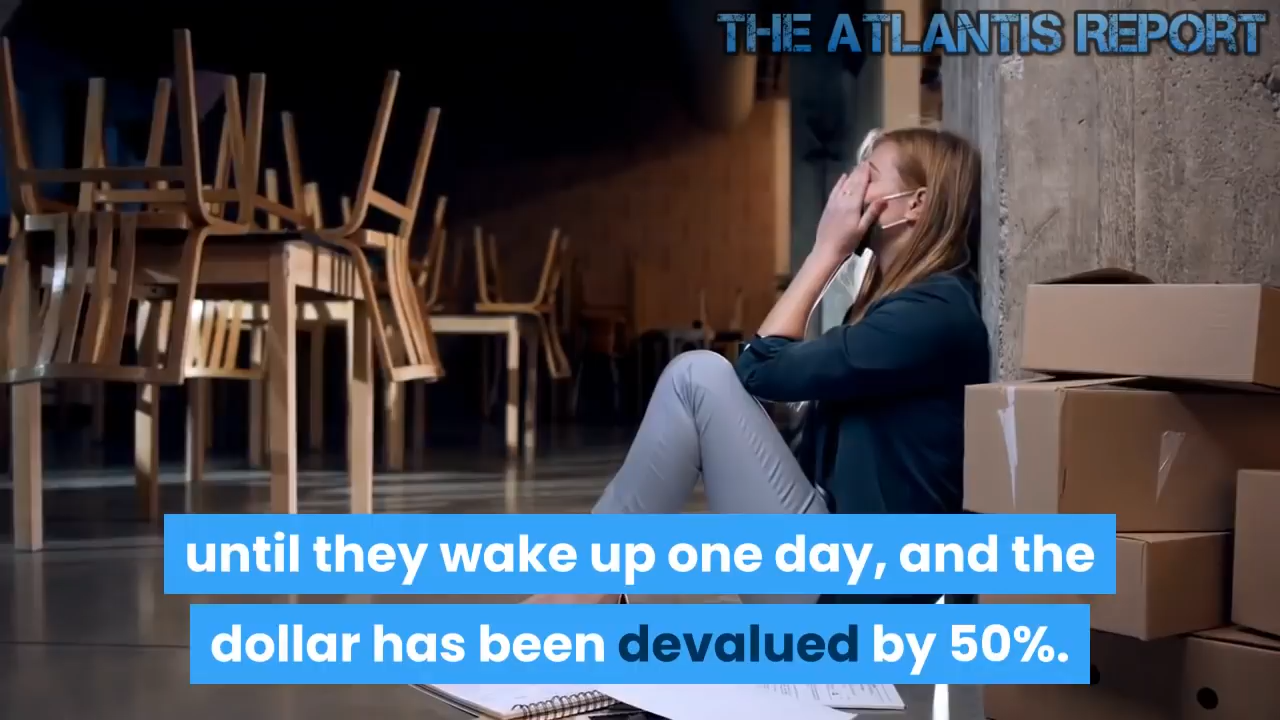 THE ATLANTIS REPORT
until they wake up one day, and the
dollar has been devalued by 50%.